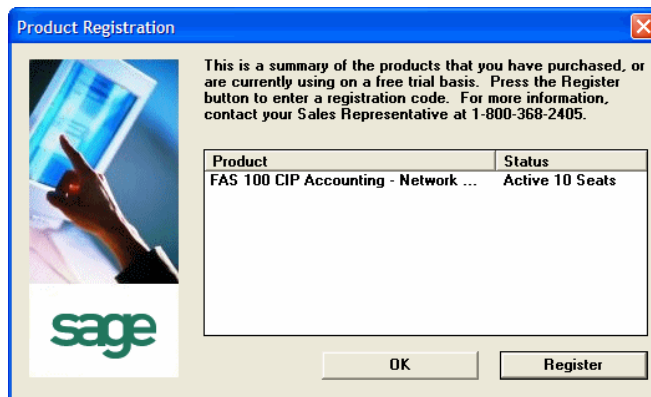 Product Registration
This is a summary of the products that you have purchased, or
are currently using on a free trial basis. Press the Register
button to enter a registration code. For more information,
contact your Sales Representative at 1-800-368-2405.
Product Status
FAS 100 CIP Accounting - Network ... Active 10 Seats
sage
OK Register